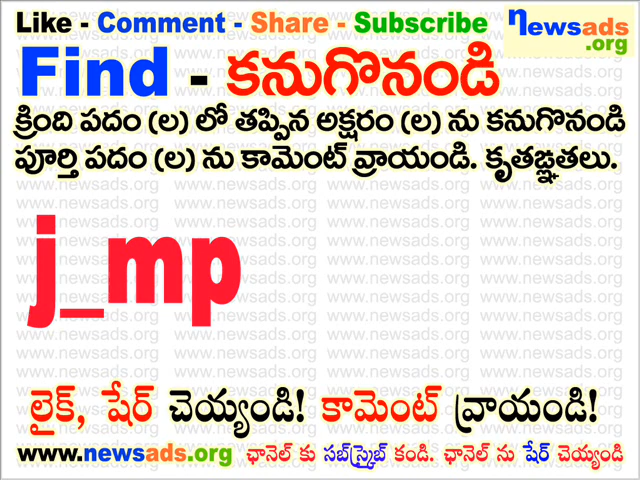 Like - Comment - Share - Subscribe
newsads
.org
Find - కనుగొనండి
క్రింది పదం (ల) లో తప్పిన అక్షరం (ల) ను కనుగొనండి
పూర్తి పదం (ల) ను కామెంట్ వ్రాయండి. కృతజ్ఞతలు.
j_mp
లైక్, షేర్ చెయ్యండి! కామెంట్ వ్రాయండి!
www.newsads.org ఛానెల్ కు సబ్‌స్క్రైబ్ కండి. ఛానెల్ ను షేర్ చెయ్యండి